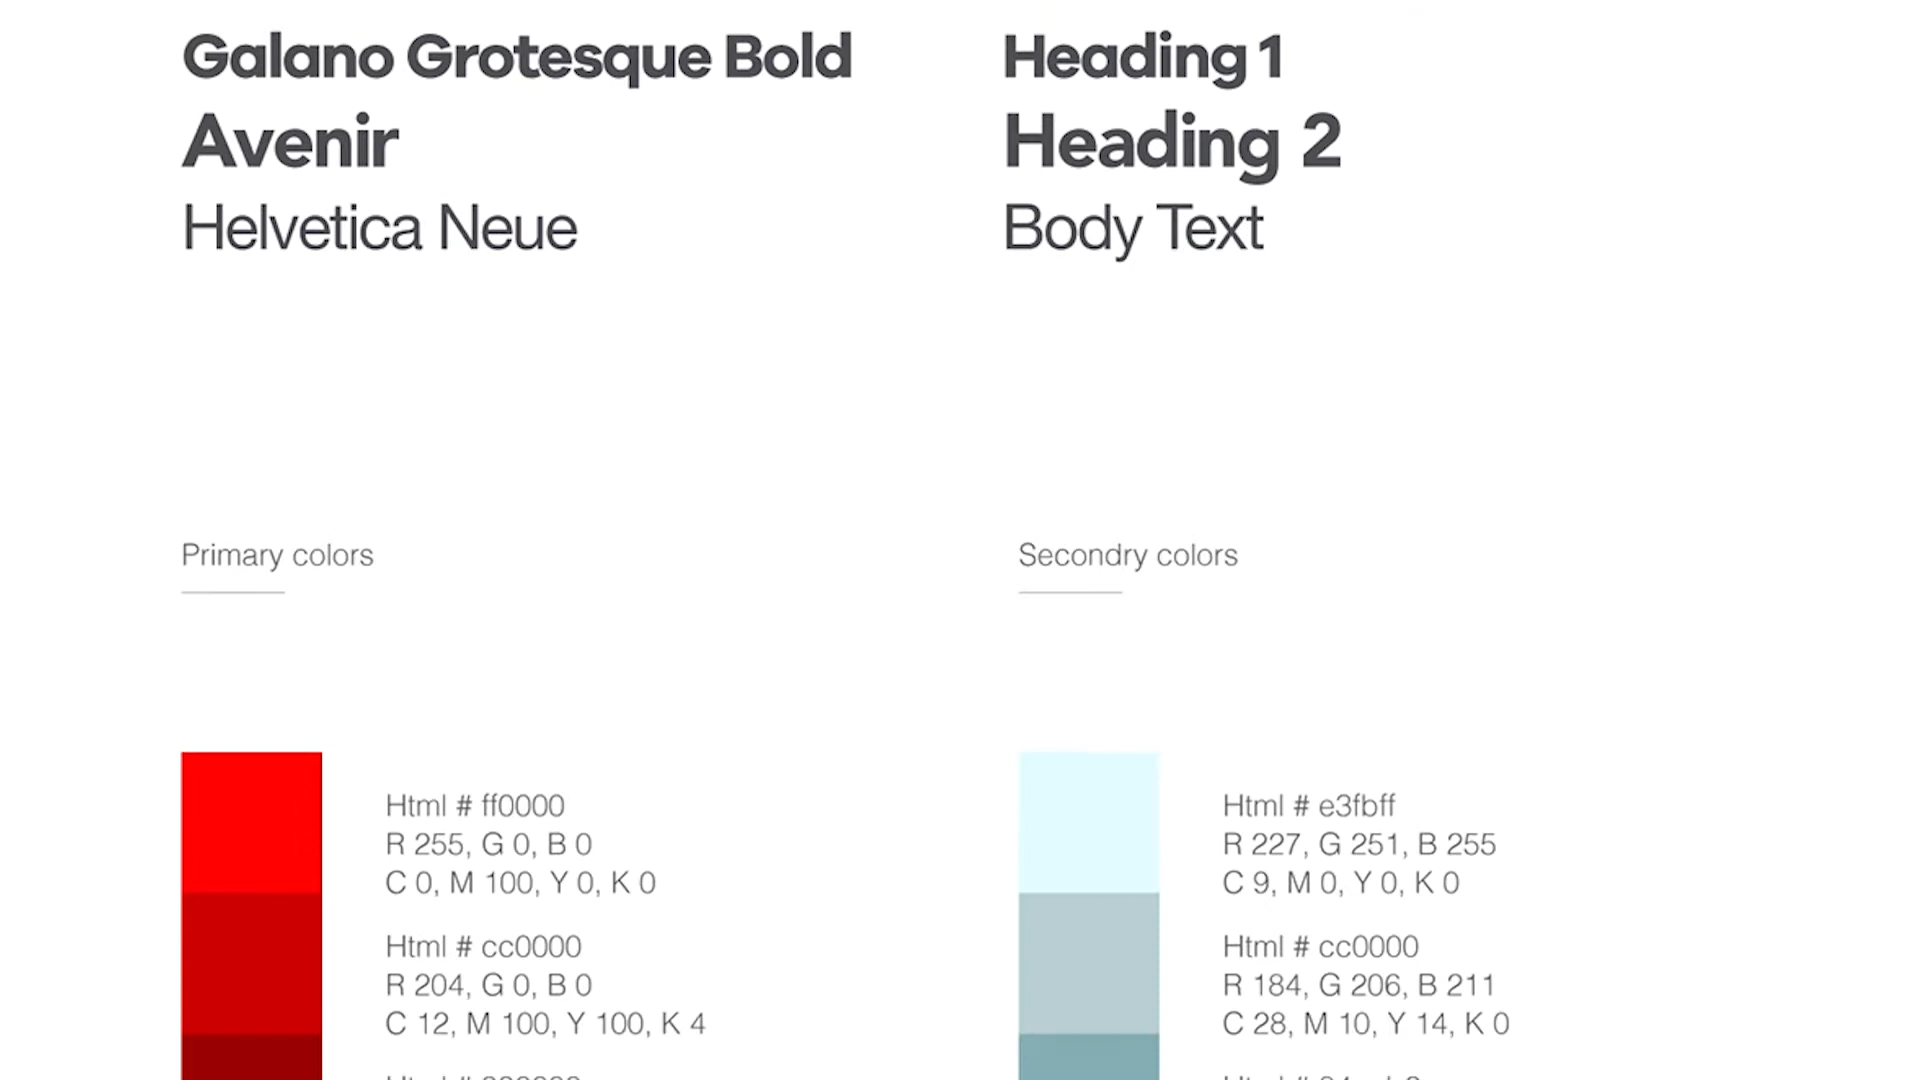 Galano Grotesque Bold
Avenir
Helvetica Neue
Heading 1
Heading 2
Body Text
Primary colors
Html # ff0000
R 255, G 0, B 0
C 0, M 100, Y 0, K 0
Html # cc0000
R 204, G 0, B 0
C 12, M 100, Y 100, K 4
Secondry colors
Html # e3fbff
R 227, G 251, B 255
C 9, M 0, Y 0, K 0
Html # cc0000
R 184, G 206, B 211
C 28, M 10, Y 14, K 0